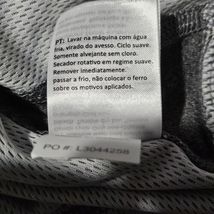 PT: Lavar na máquina com água
fria, virado do avesso. Ciclo suave.
Somente alvejante sem cloro.
Secador rotativo em regime suave.
Remover imediatamente.
passar a frio, não colocar o ferro
sobre os motivos aplicados.
PO # L3044258